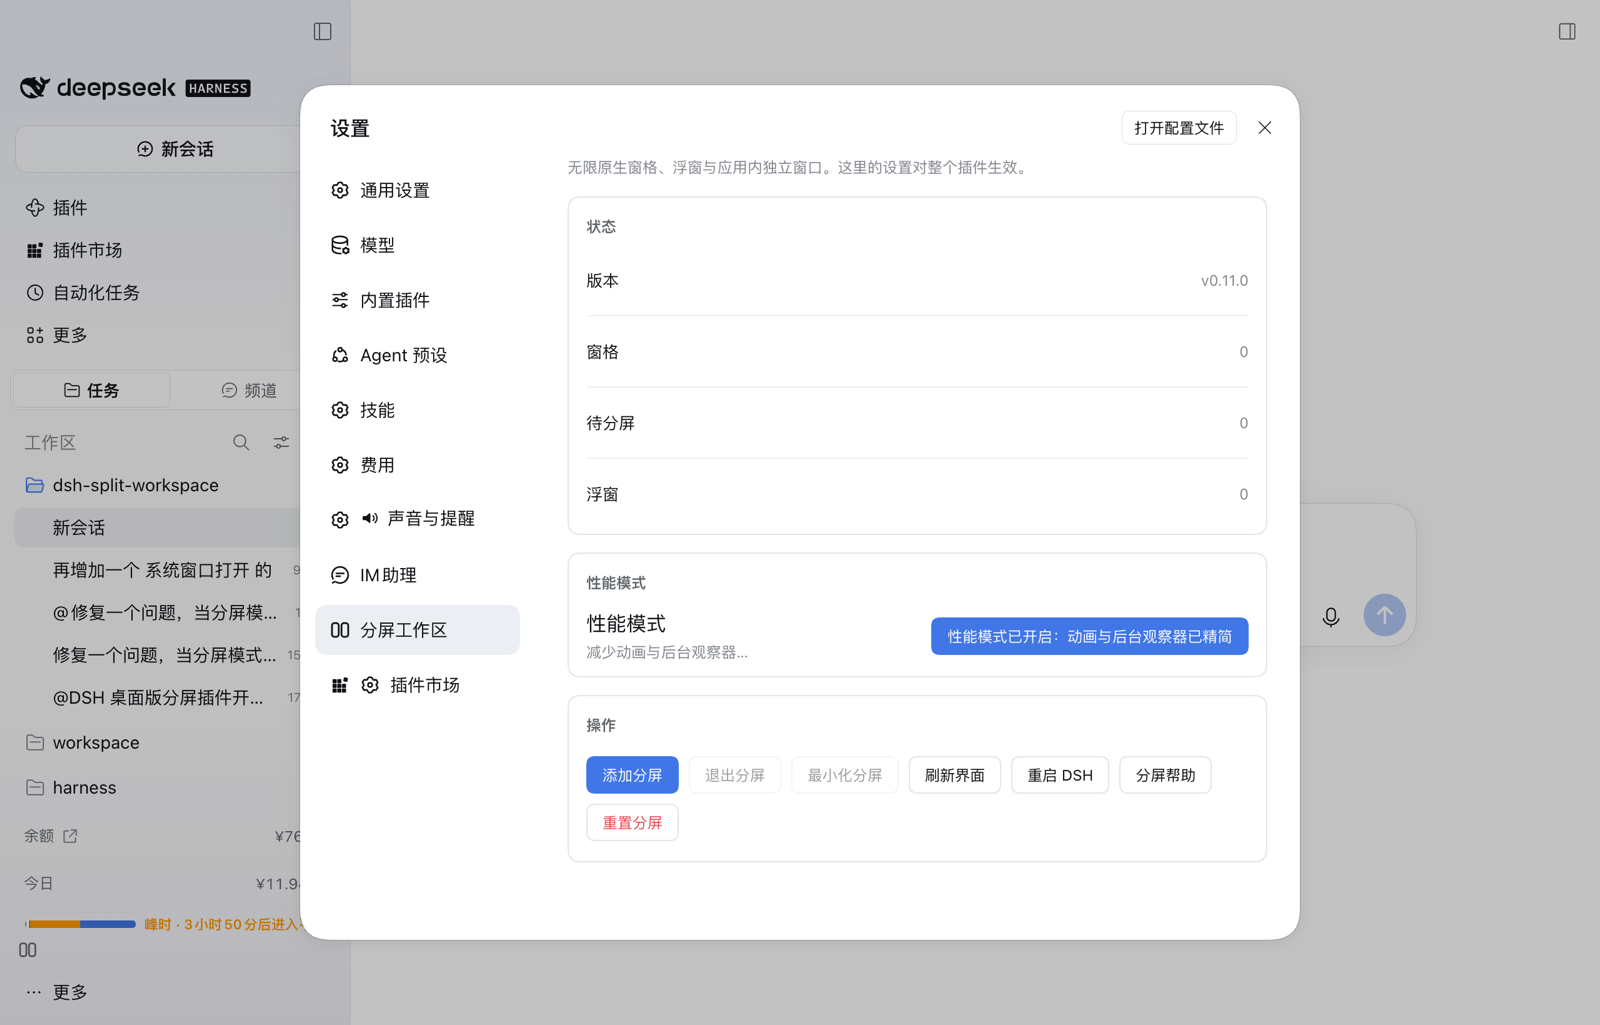 deepseek HARNESS
新会话
插件
插件市场
自动化任务
更多
任务
频道
工作区
dsh-split-workspace
新会话
再增加一个 系统窗口打开 的
9
@修复一个问题，当分屏模...
1
修复一个问题，当分屏模式...
15
@DSH 桌面版分屏插件开...
17
workspace
harness
余额
¥76
今日
¥11.9
峰时 · 3小时50分后进入
更多
设置
打开配置文件
通用设置
模型
内置插件
Agent 预设
技能
费用
声音与提醒
IM助理
分屏工作区
插件市场
无限原生窗格、浮窗与应用内独立窗口。这里的设置对整个插件生效。
状态
版本
v0.11.0
窗格
0
待分屏
0
浮窗
0
性能模式
性能模式
减少动画与后台观察器...
性能模式已开启：动画与后台观察器已精简
操作
添加分屏
退出分屏
最小化分屏
刷新界面
重启 DSH
分屏帮助
重置分屏